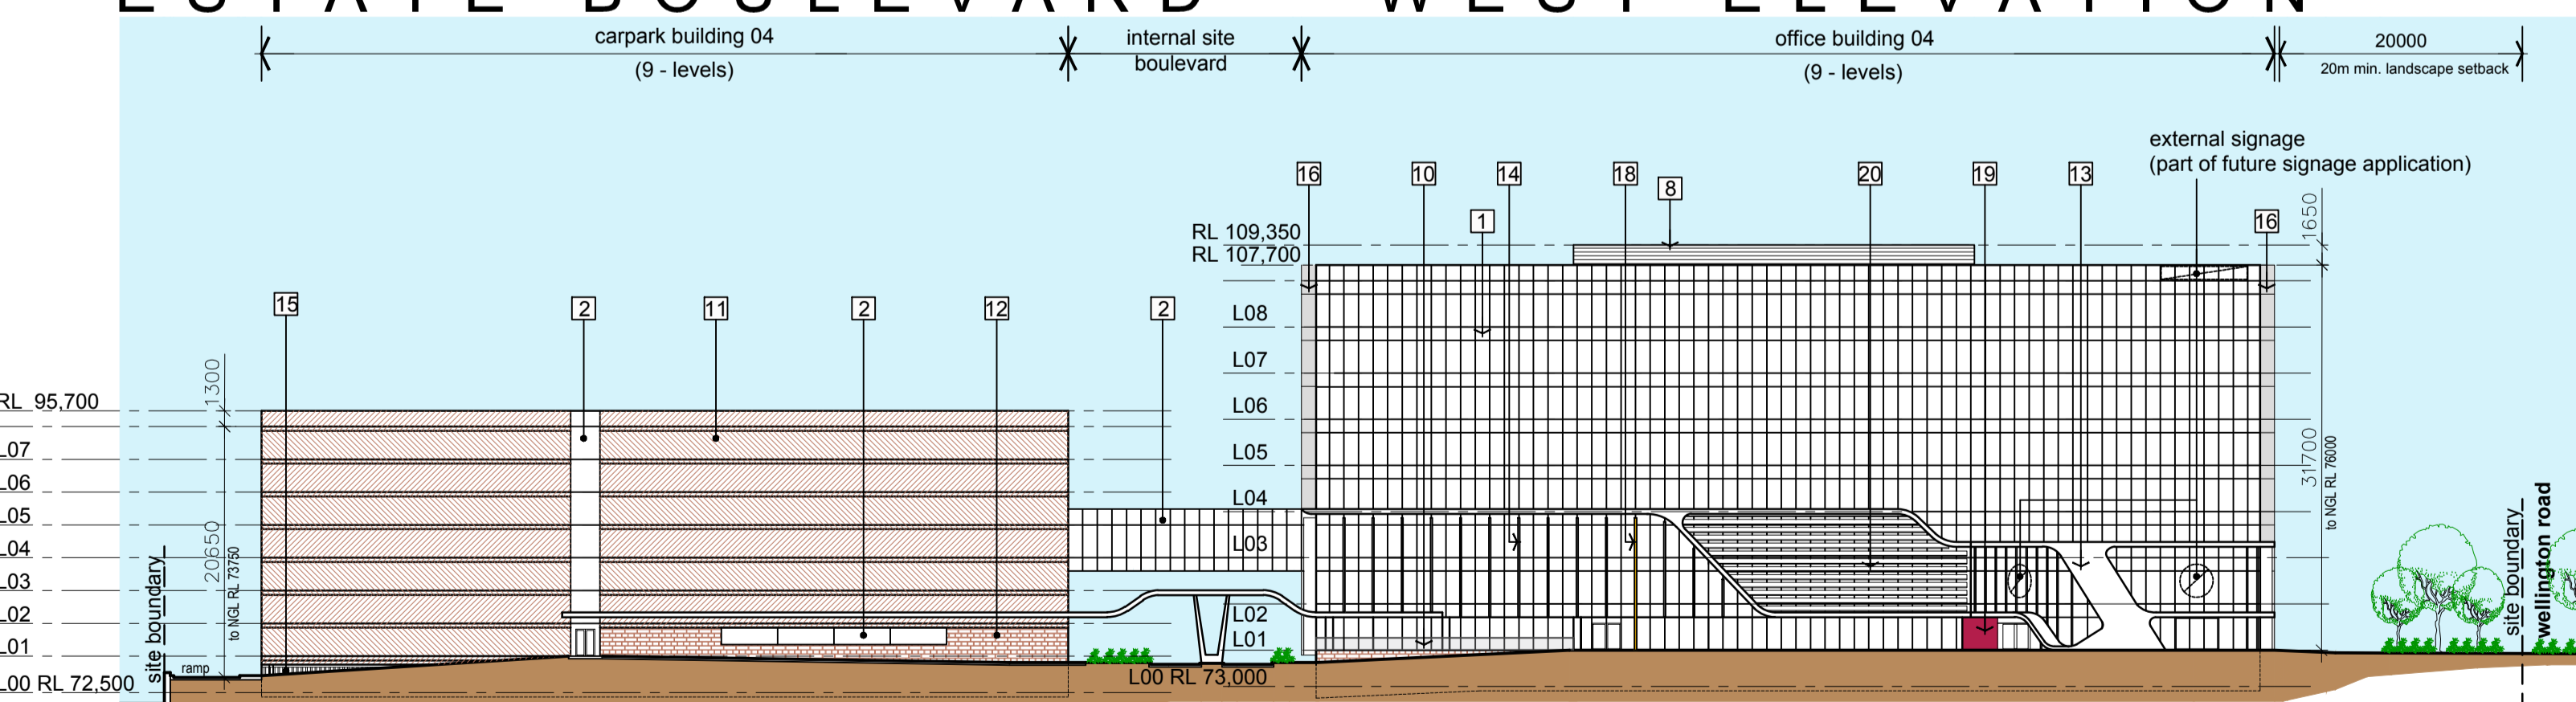 ESTATE BOULEVARD - WEST ELEVATION
carpark building 04
(9 - levels)
internal site
boulevard
office building 04
(9 - levels)
20000
20m min. landscape setback
external signage
(part of future signage application)
16
10
14
18
8
20
19
13
1
16
1650
RL 109,350
RL 107,700
15
2
11
2
12
2
L08
L07
L06
L05
L04
L03
L02
L01
L00 RL 73,000
1300
RL 95,700
L07
L06
L05
L04
L03
L02
L01
L00 RL 72,500
20650
to NGL RL 73750
site boundary
ramp
31700
to NGL RL 76000
site boundary
wellington road